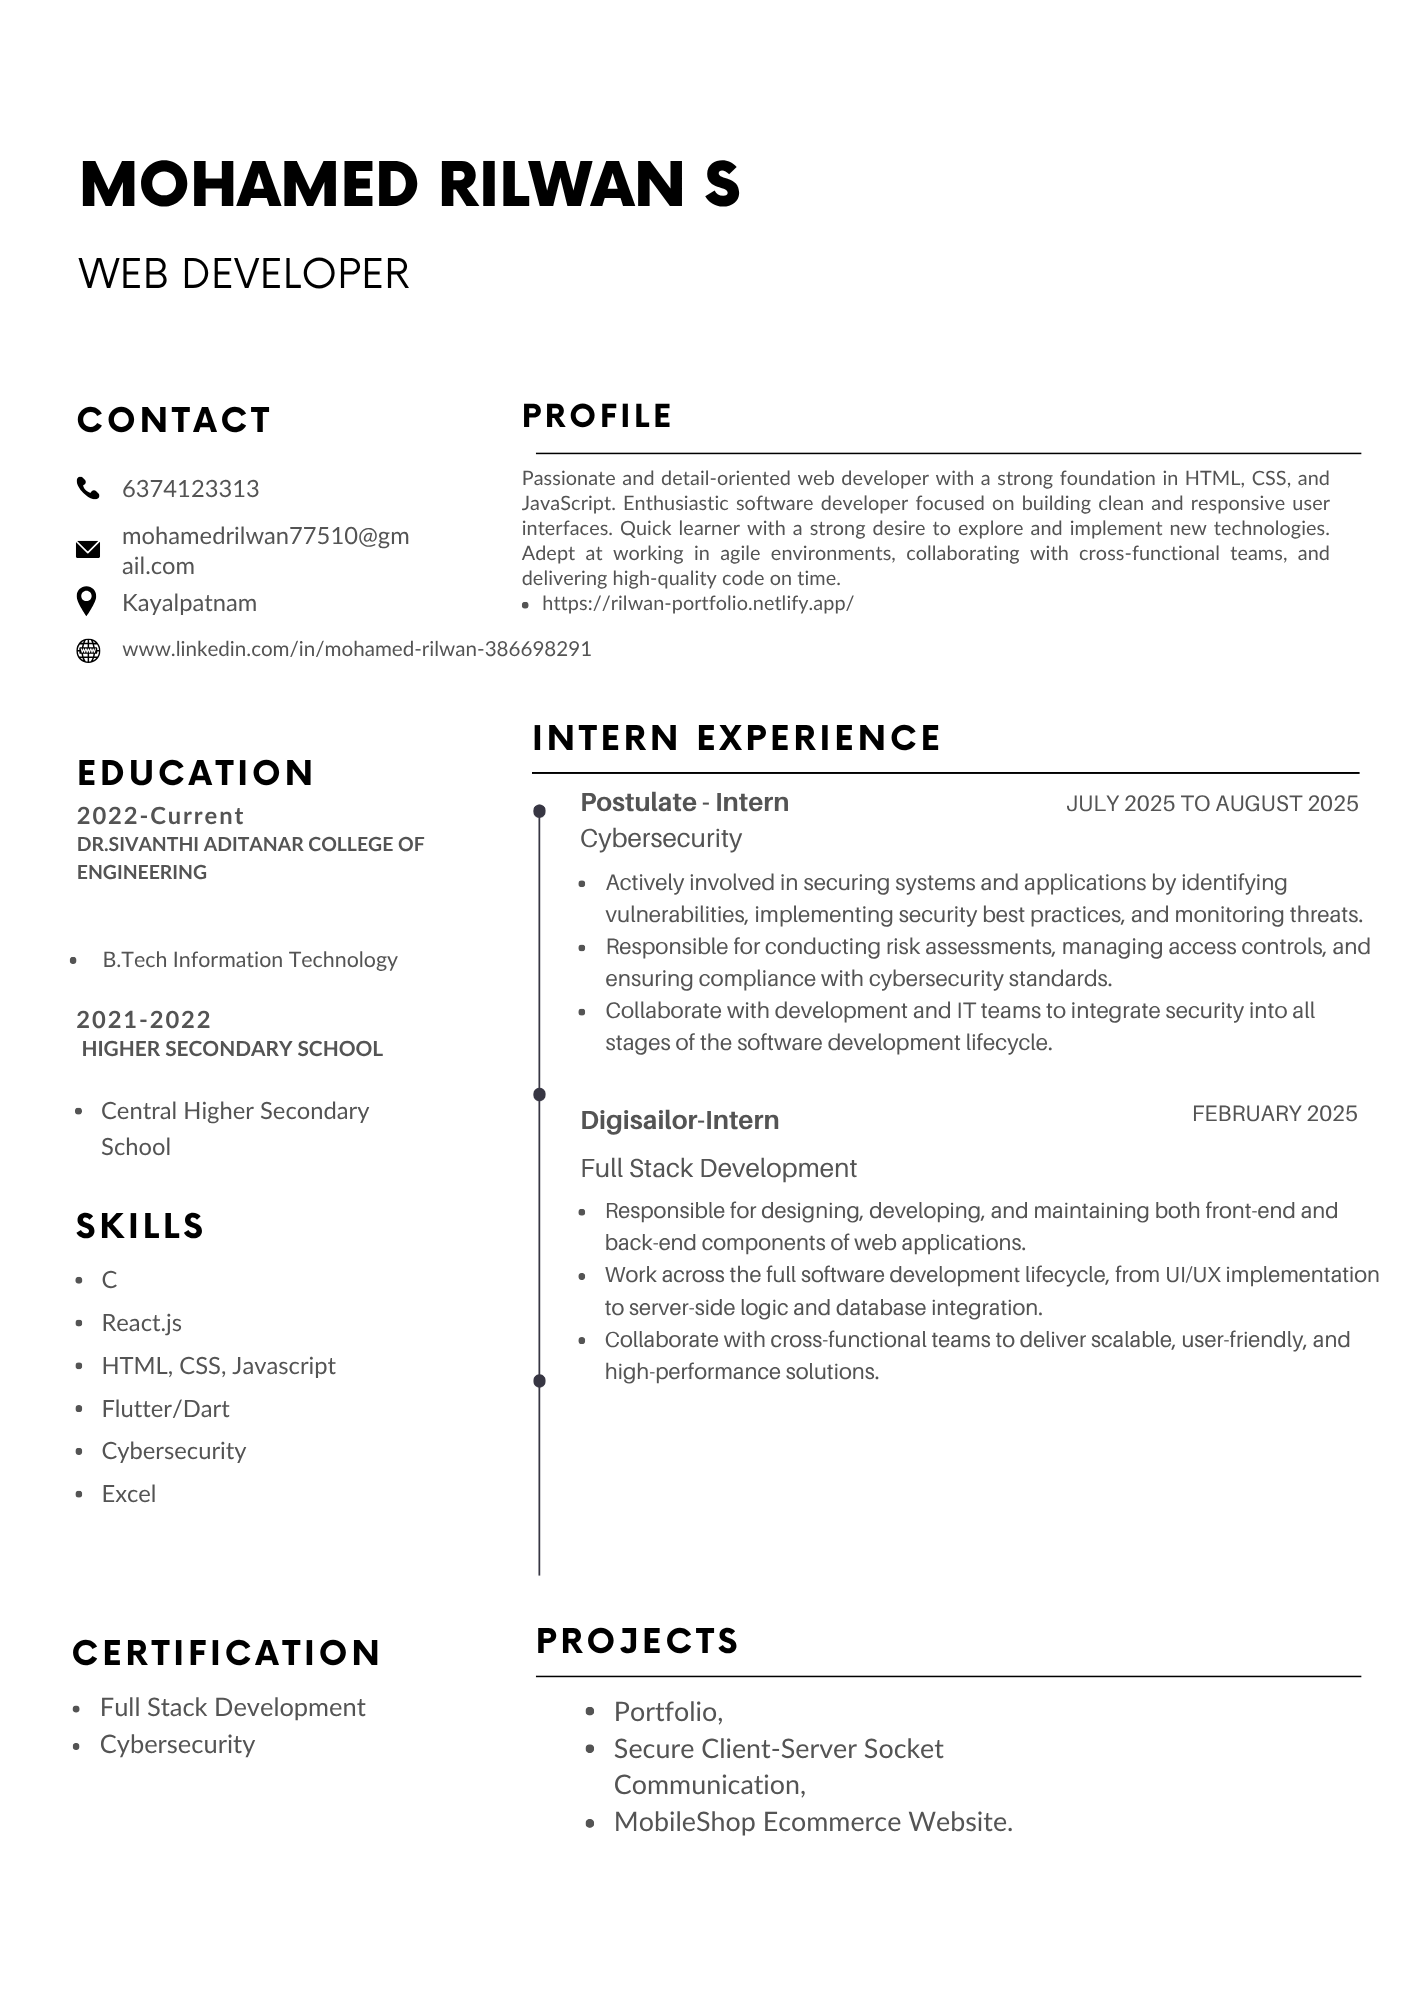 MOHAMED RILWAN S
WEB DEVELOPER
CONTACT
6374123313
mohamedrilwan77510@gm
ail.com
Kayalpatnam
www.linkedin.com/in/mohamed-rilwan-386698291
PROFILE
Passionate and detail-oriented web developer with a strong foundation in HTML, CSS, and
JavaScript. Enthusiastic software developer focused on building clean and responsive user
interfaces. Quick learner with a strong desire to explore and implement new technologies.
Adept at working in agile environments, collaborating with cross-functional teams, and
delivering high-quality code on time.
• https://rilwan-portfolio.netlify.app/
EDUCATION
2022-Current
DR.SIVANTHI ADITANAR COLLEGE OF
ENGINEERING
• B.Tech Information Technology
2021-2022
HIGHER SECONDARY SCHOOL
• Central Higher Secondary
School
SKILLS
• C
• React.js
• HTML, CSS, Javascript
• Flutter/Dart
• Cybersecurity
• Excel
INTERN EXPERIENCE
Postulate - Intern JULY 2025 TO AUGUST 2025
Cybersecurity
• Actively involved in securing systems and applications by identifying
vulnerabilities, implementing security best practices, and monitoring threats.
• Responsible for conducting risk assessments, managing access controls, and
ensuring compliance with cybersecurity standards.
• Collaborate with development and IT teams to integrate security into all
stages of the software development lifecycle.
Digisailor-Intern FEBRUARY 2025
Full Stack Development
• Responsible for designing, developing, and maintaining both front-end and
back-end components of web applications.
• Work across the full software development lifecycle, from UI/UX implementation
to server-side logic and database integration.
• Collaborate with cross-functional teams to deliver scalable, user-friendly, and
high-performance solutions.
CERTIFICATION
• Full Stack Development
• Cybersecurity
PROJECTS
• Portfolio,
• Secure Client-Server Socket
Communication,
• MobileShop Ecommerce Website.